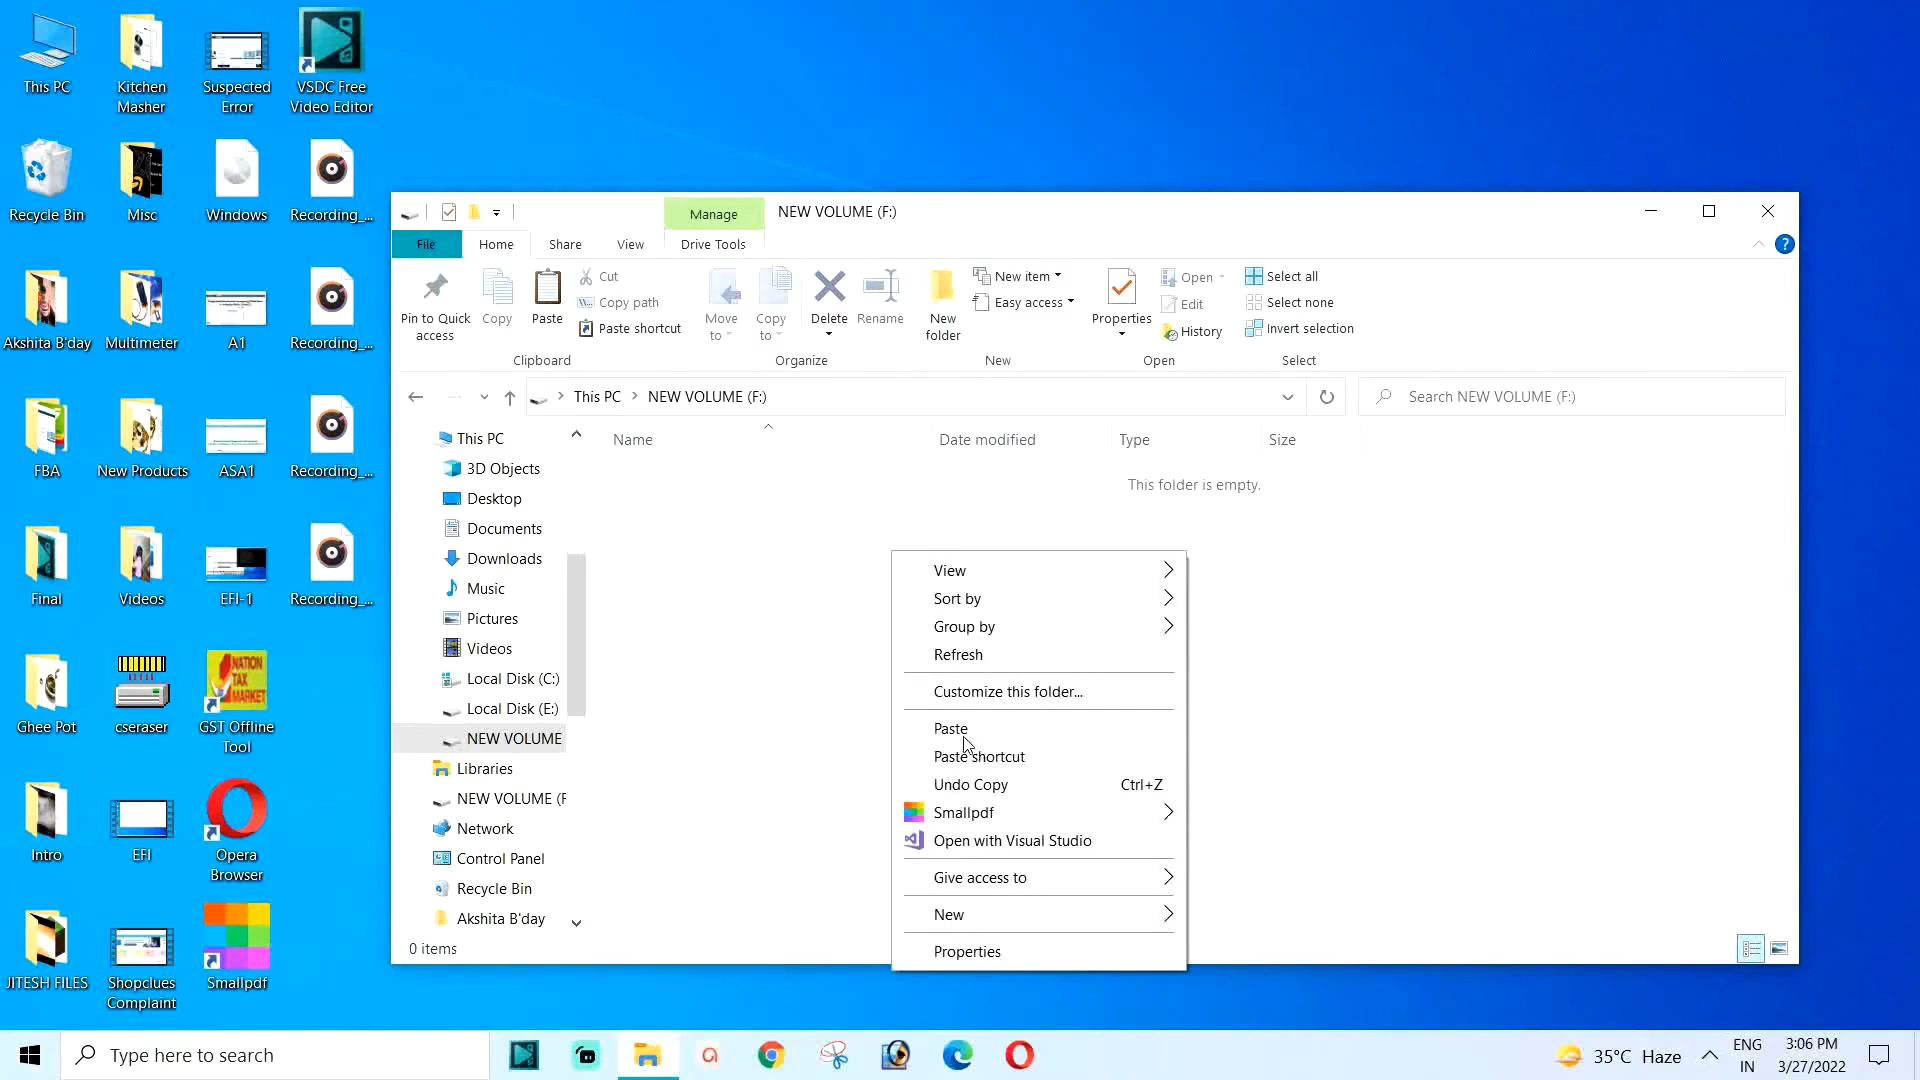 This PC
Kitchen
Masher
Suspected
Error
VSDC Free
Video Editor
Recycle Bin
Misc
Windows
Recording_...
Akshita B'day
Multimeter
A1
Recording_...
FBA
New Products
ASA1
Recording_...
Final
Videos
EFI-1
Recording_...
Ghee Pot
cseraser
NATION
TAX
MARKET
GST Offline
Tool
Intro
EFI
Opera
Browser
JITESH FILES
Shopclues
Complaint
Smallpdf
Manage
NEW VOLUME (F:)
File
Home
Share
View
Drive Tools
?
Pin to Quick
access
Copy
Paste
Cut
Copy path
Paste shortcut
Clipboard
Move
to
Copy
to
Delete
Rename
Organize
New
folder
New item
Easy access
New
Properties
Open
Edit
History
Open
Select all
Select none
Invert selection
Select
This PC
NEW VOLUME (F:)
Search NEW VOLUME (F:)
This PC
3D Objects
Desktop
Documents
Downloads
Music
Pictures
Videos
Local Disk (C:)
Local Disk (E:)
NEW VOLUME
Libraries
NEW VOLUME (F
Network
Control Panel
Recycle Bin
Akshita B'day
Name
Date modified
Type
Size
This folder is empty.
View
Sort by
Group by
Refresh
Customize this folder...
Paste
Paste shortcut
Undo Copy Ctrl+Z
Smallpdf
Open with Visual Studio
Give access to
New
Properties
0 items
Type here to search
35°C Haze
ENG
IN
3:06 PM
3/27/2022